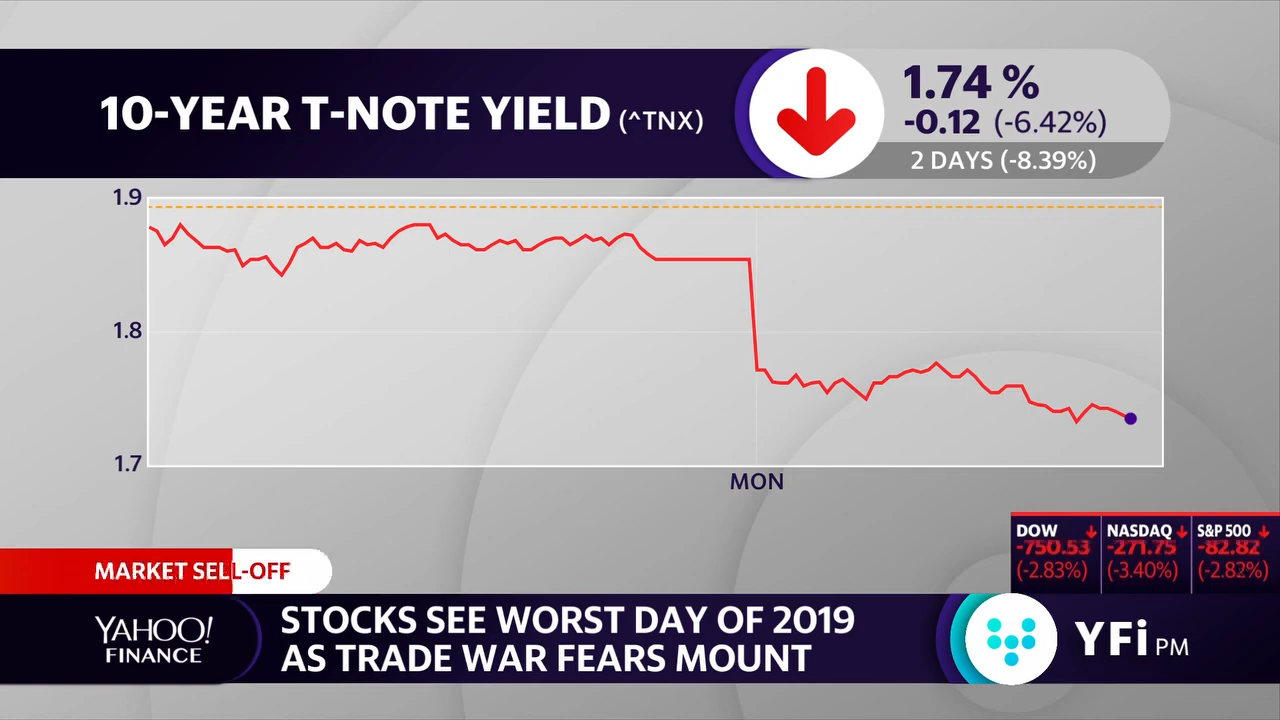 10-YEAR T-NOTE YIELD (^TNX)
1.74 %
-0.12 (-6.42%)
2 DAYS (-8.39%)
1.9
1.8
1.7
MON
DOW NASDAQ S&P 500
-750.53 -271.75 -82.82
(-2.83%) (-3.40%) (-2.82%)
MARKET SELL-OFF
YAHOO!
FINANCE
STOCKS SEE WORST DAY OF 2019
AS TRADE WAR FEARS MOUNT
YFi PM